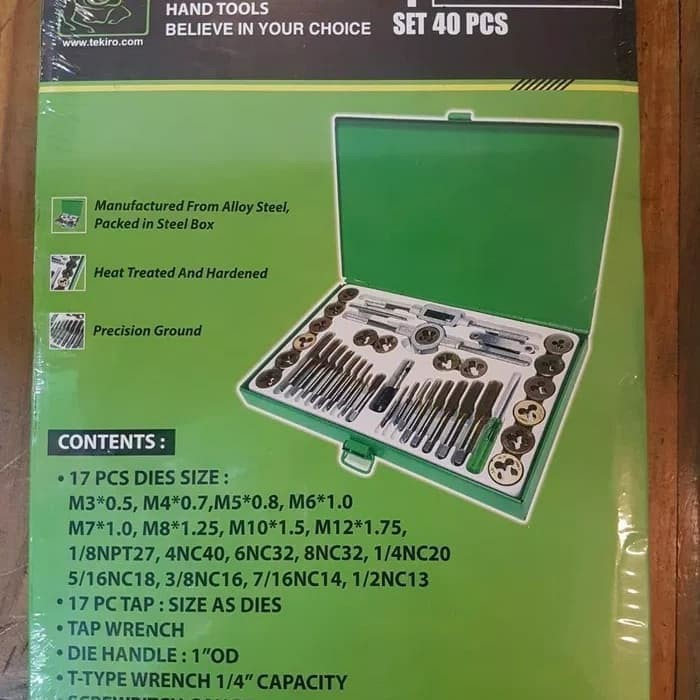 HAND TOOLS
BELIEVE IN YOUR CHOICE
www.tekiro.com
SET 40 PCS
Manufactured From Alloy Steel,
Packed in Steel Box
Heat Treated And Hardened
Precision Ground
CONTENTS :
• 17 PCS DIES SIZE :
M3*0.5, M4*0.7,M5*0.8, M6*1.0
M7*1.0, M8*1.25, M10*1.5, M12*1.75,
1/8NPT27, 4NC40, 6NC32, 8NC32, 1/4NC20
5/16NC18, 3/8NC16, 7/16NC14, 1/2NC13
• 17 PC TAP : SIZE AS DIES
• TAP WRENCH
• DIE HANDLE : 1"OD
• T-TYPE WRENCH 1/4" CAPACITY